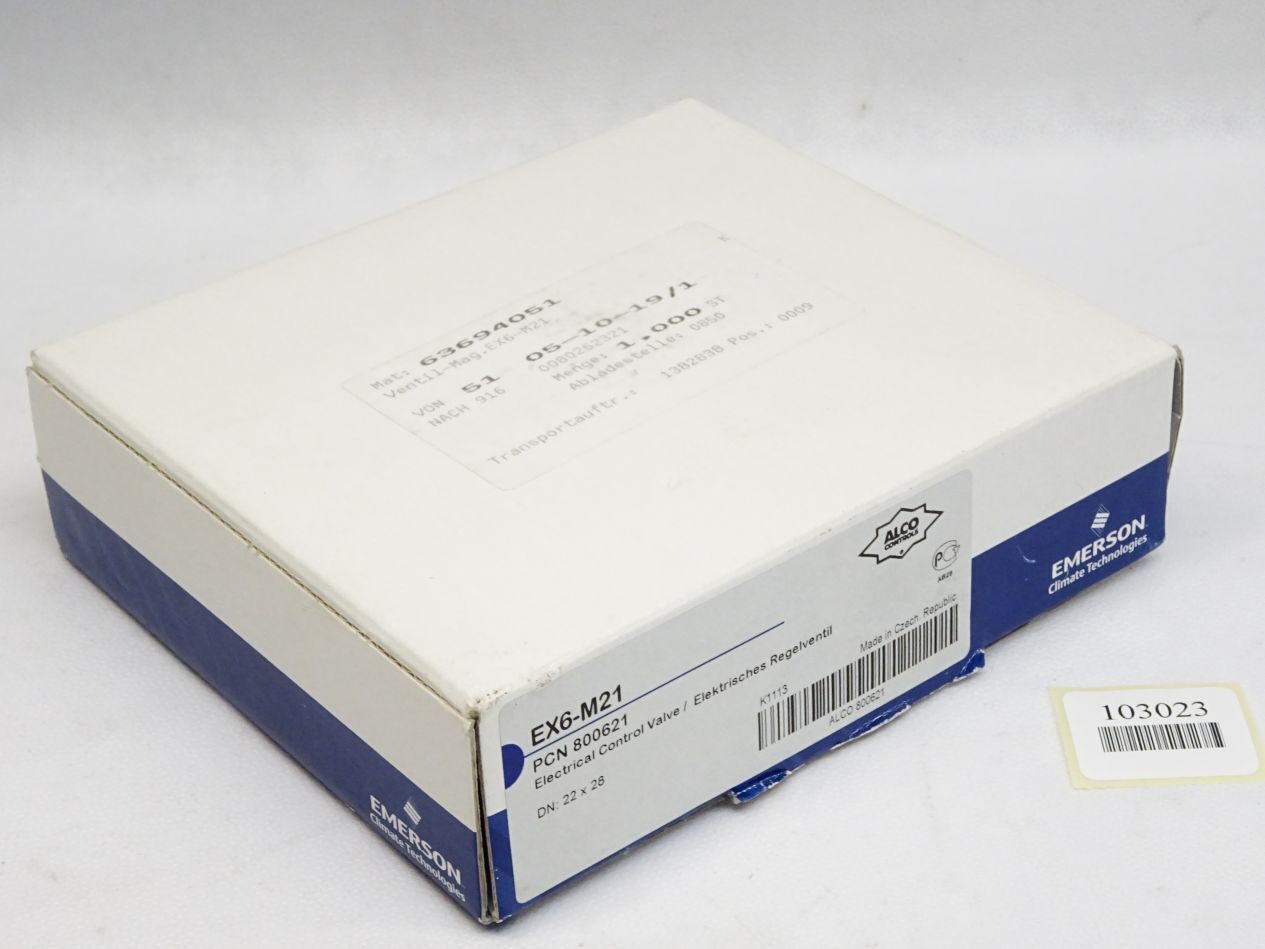 K
Mat: 63694051
Ventil-Mag.EX6-M21
VON 51 05-10-19/1
NACH 916 0080262321
Menge: 1,000 ST
Abladestelle: 0850
Transportauftr.: 1382838 Pos.: 0009
ALCO
CONTROLS
AB28
EMERSON
Climate Technologies
EX6-M21
PCN 800621
Electrical Control Valve / Elektrisches Regelventil
DN: 22 x 28
K1113
Made in Czech Republic
ALCO 800621
EMERSON
Climate Technologies
103023